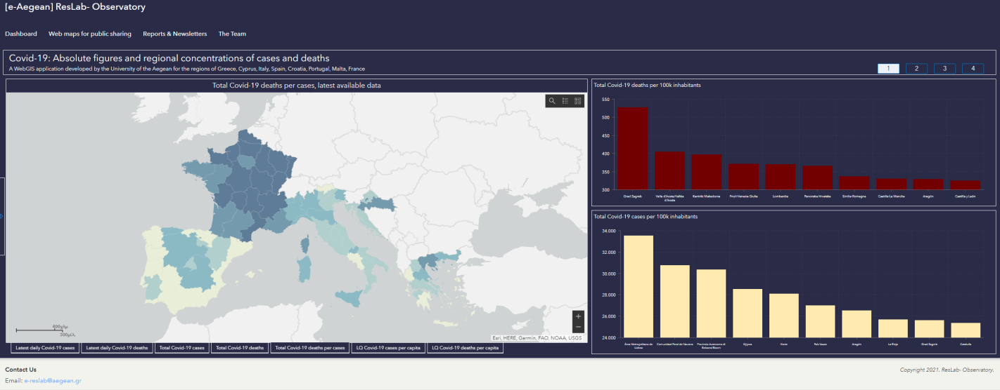 [e-Aegean] ResLab- Observatory
Dashboard Web maps for public sharing Reports & Newsletters The Team
Covid-19: Absolute figures and regional concentrations of cases and deaths
A WebGIS application developed by the University of the Aegean for the regions of Greece, Cyprus, Italy, Spain, Croatia, Portugal, Malta, France
1 2 3 4
Total Covid-19 deaths per cases, latest available data
400χλμ
300μίλ.
Esri, HERE, Garmin, FAO, NOAA, USGS
Latest daily Covid-19 cases Latest daily Covid-19 deaths Total Covid-19 cases Total Covid-19 deaths Total Covid-19 deaths per cases LQ Covid-19 cases per capita LQ Covid-19 deaths per capita
Total Covid-19 deaths per 100k inhabitants
550
500
450
400
350
300
Grad Zagreb Valle d'Aosta/Vallée d'Aoste Kentriki Makedonia Friuli-Venezia Giulia Lombardia Panonska Hrvatska Emilia-Romagna Castilla-La Mancha Aragón Castilla y León
Total Covid-19 cases per 100k inhabitants
34.000
32.000
30.000
28.000
26.000
24.000
Área Metropolitana de Lisboa Comunidad Foral de Navarra Provincia Autonoma di Bolzano/Bozen Kýpros Norte País Vasco Aragón La Rioja Grad Zagreb Cataluña
Contact Us
Email: e-reslab@aegean.gr
Copyright 2021. ResLab- Observatory.